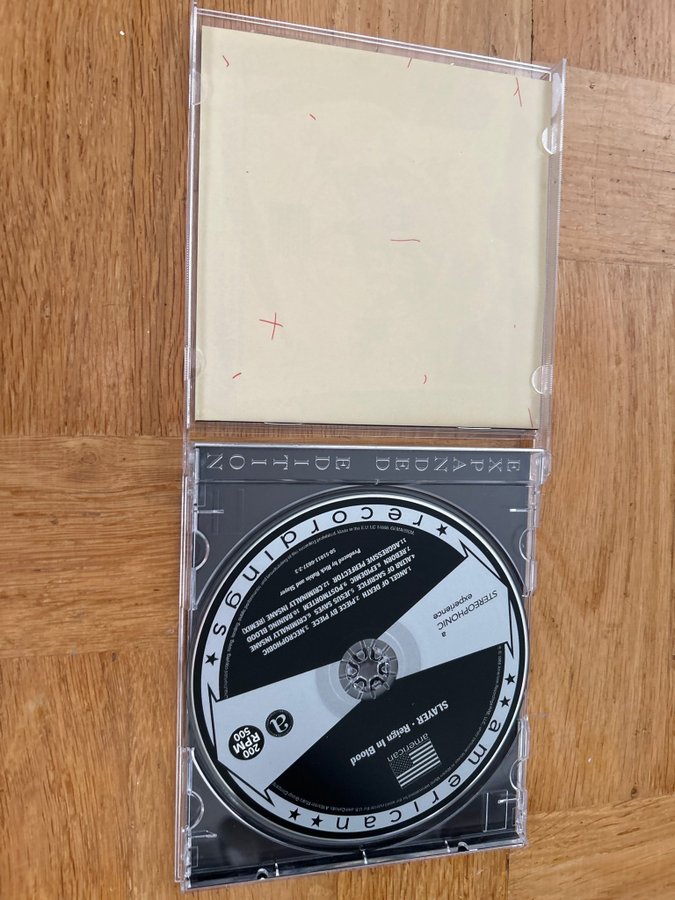 EXPANDED EDITION
★ american ★ ★ recordings ★ ★
american
SLAYER · Reign In Blood
200
RPM
500
a
a
STEREOPHONIC
experience
1.ANGEL OF DEATH 2.PIECE BY PIECE 3.NECROPHOBIC
4.ALTAR OF SACRIFICE 5.JESUS SAVES 6.CRIMINALLY INSANE
7.REBORN 8.EPIDEMIC 9.POSTMORTEM 10.RAINING BLOOD
11.AGGRESSIVE PERFECTOR 12.CRIMINALLY INSANE (REMIX)
Produced by Rick Rubin and Slayer